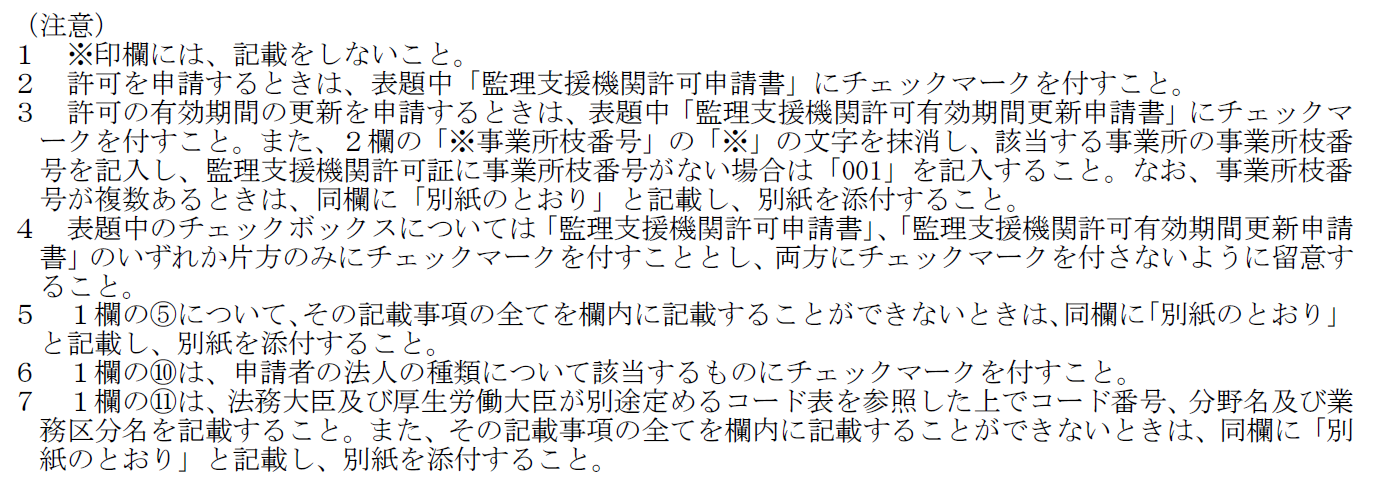 （注意）
１　※印欄には、記載をしないこと。
２　許可を申請するときは、表題中「監理支援機関許可申請書」にチェックマークを付すこと。
３　許可の有効期間の更新を申請するときは、表題中「監理支援機関許可有効期間更新申請書」にチェックマ
ークを付すこと。また、２欄の「※事業所枝番号」の「※」の文字を抹消し、該当する事業所の事業所枝番
号を記入し、監理支援機関許可証に事業所枝番号がない場合は「001」を記入すること。なお、事業所枝番
号が複数あるときは、同欄に「別紙のとおり」と記載し、別紙を添付すること。
４　表題中のチェックボックスについては「監理支援機関許可申請書」、「監理支援機関許可有効期間更新申請
書」のいずれか片方のみにチェックマークを付すこととし、両方にチェックマークを付さないように留意す
ること。
５　１欄の⑤について、その記載事項の全てを欄内に記載することができないときは、同欄に「別紙のとおり」
と記載し、別紙を添付すること。
６　１欄の⑩は、申請者の法人の種類について該当するものにチェックマークを付すこと。
７　１欄の⑪は、法務大臣及び厚生労働大臣が別途定めるコード表を参照した上でコード番号、分野名及び業
務区分名を記載すること。また、その記載事項の全てを欄内に記載することができないときは、同欄に「別
紙のとおり」と記載し、別紙を添付すること。